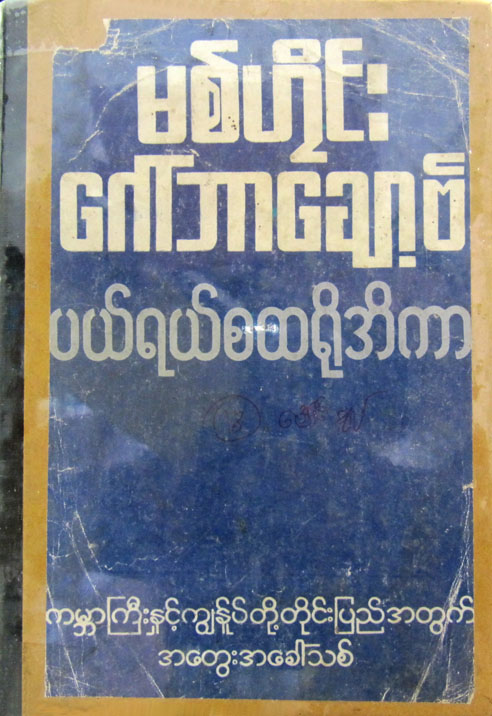 မစ်ဟိုင်း
ဂေါ်ဘာချော့ဗ်
ပယ်ရယ်စထရိုအိကာ
ကမ္ဘာကြီးနှင့်ကျွန်ုပ်တို့တိုင်းပြည်အတွက်
အတွေးအခေါ်သစ်